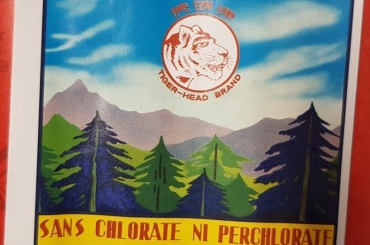 TIGER-HEAD BRAND
SANS CHLORATE NI PERCHLORATE